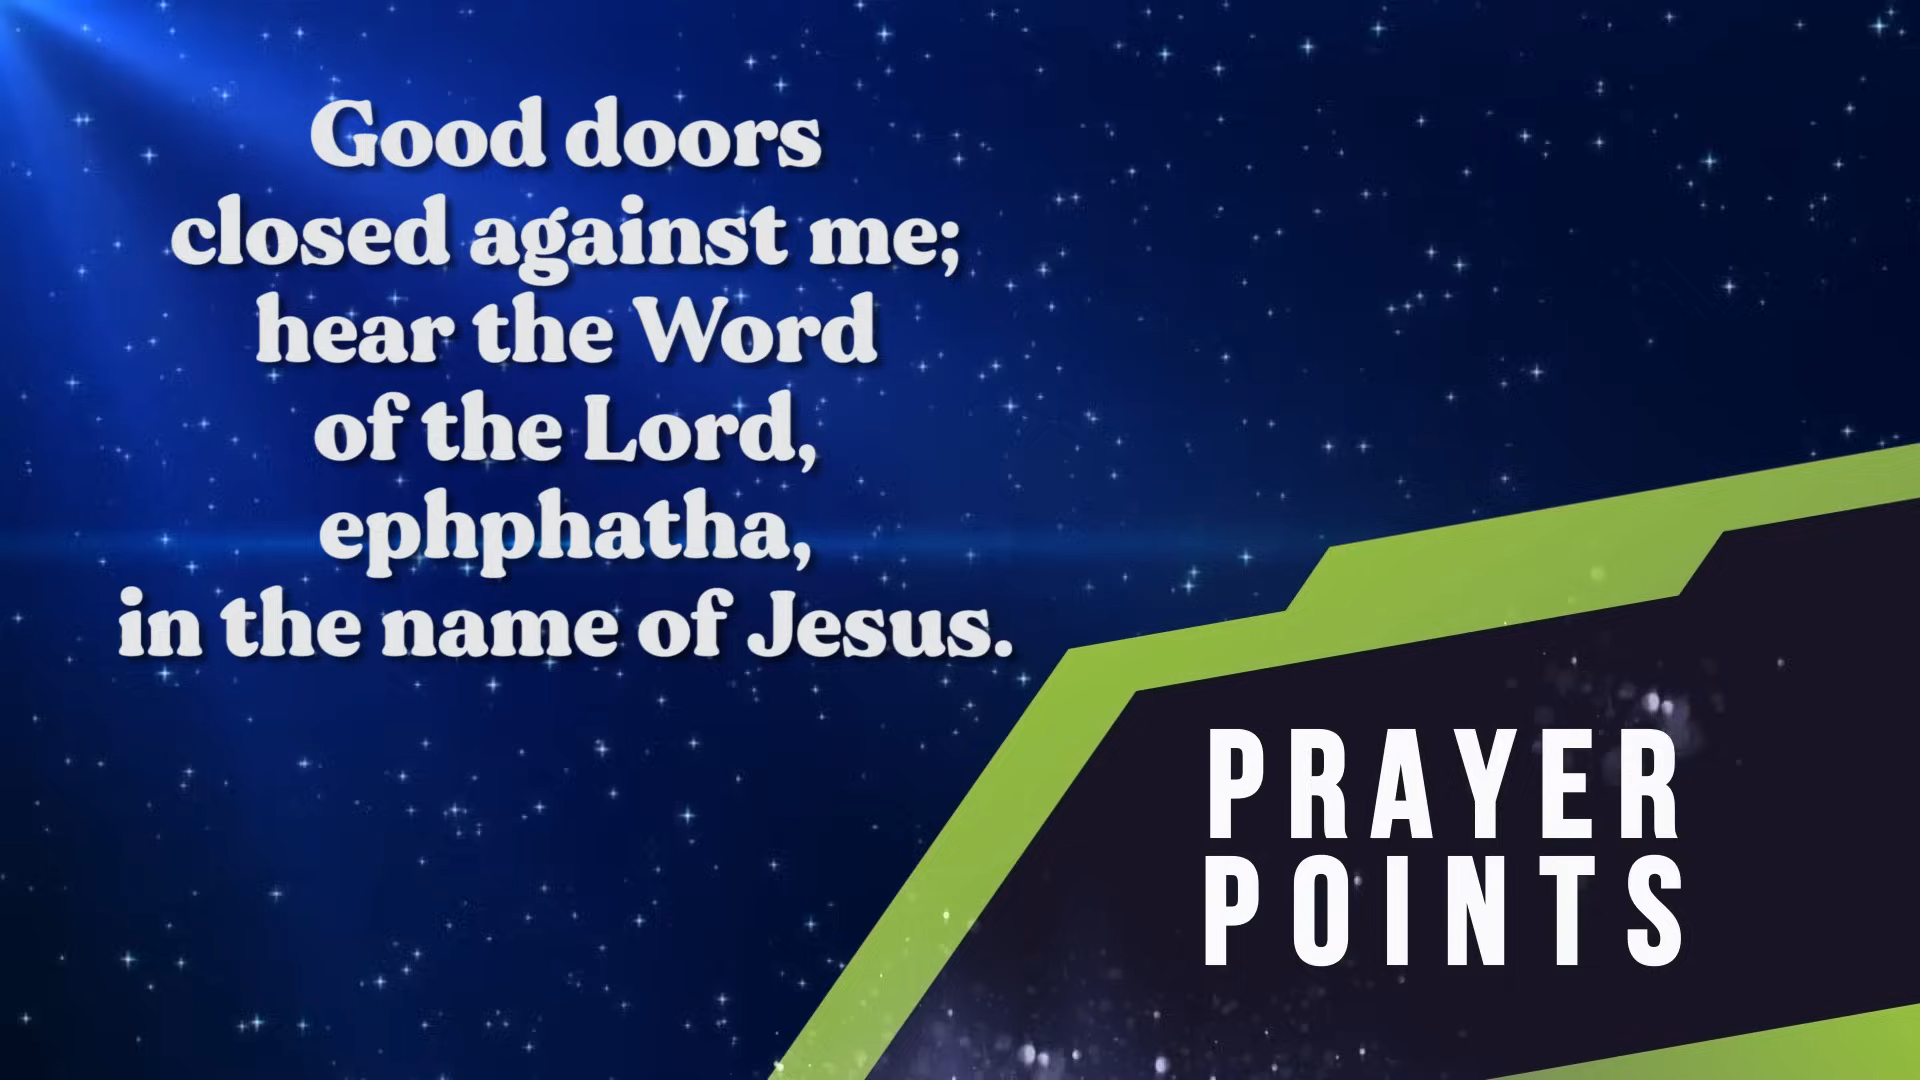 Good doors
closed against me;
hear the Word
of the Lord,
ephphatha,
in the name of Jesus.
PRAYER
POINTS